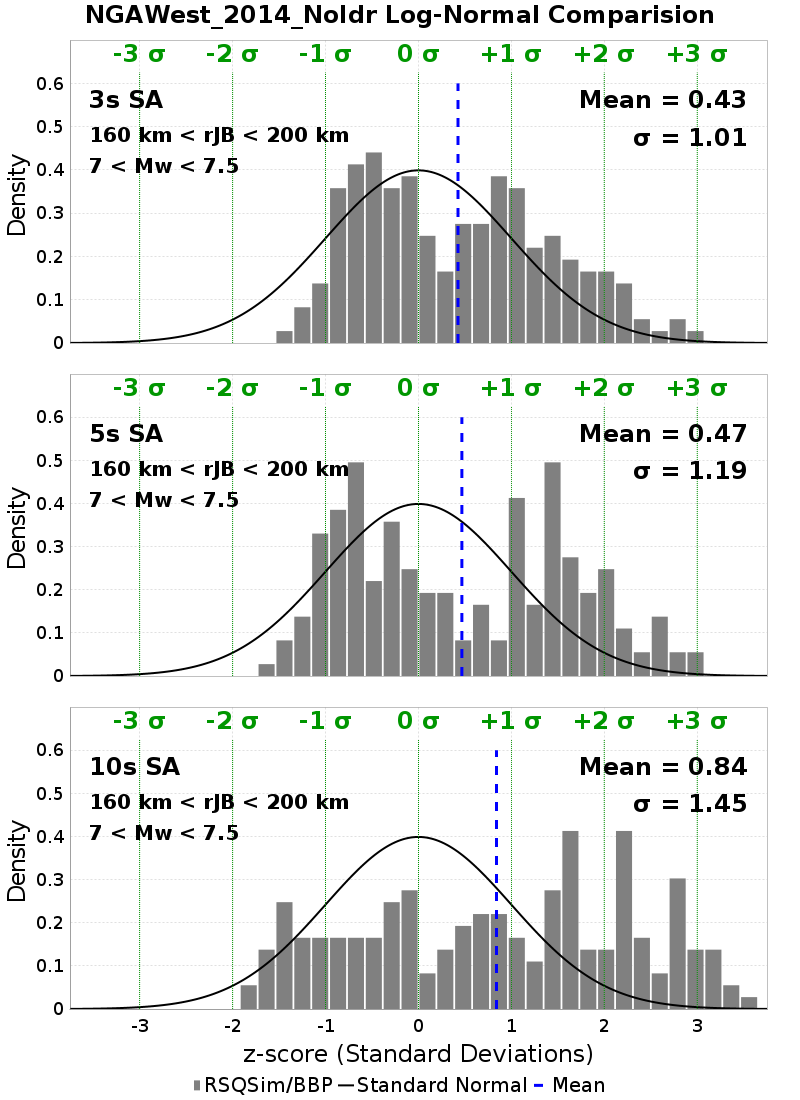 NGAWest_2014_NoIdr Log-Normal Comparision
-3 σ -2 σ -1 σ 0 σ +1 σ +2 σ +3 σ
0.6
3s SA Mean = 0.43
0.5
160 km < rJB < 200 km σ = 1.01
7 < Mw < 7.5
0.4
Density
0.3
0.2
0.1
0
-3 σ -2 σ -1 σ 0 σ +1 σ +2 σ +3 σ
0.6
5s SA Mean = 0.47
0.5
160 km < rJB < 200 km σ = 1.19
7 < Mw < 7.5
0.4
Density
0.3
0.2
0.1
0
-3 σ -2 σ -1 σ 0 σ +1 σ +2 σ +3 σ
0.6
10s SA Mean = 0.84
0.5
160 km < rJB < 200 km σ = 1.45
7 < Mw < 7.5
0.4
Density
0.3
0.2
0.1
0
-3 -2 -1 0 1 2 3
z-score (Standard Deviations)
RSQSim/BBP Standard Normal Mean